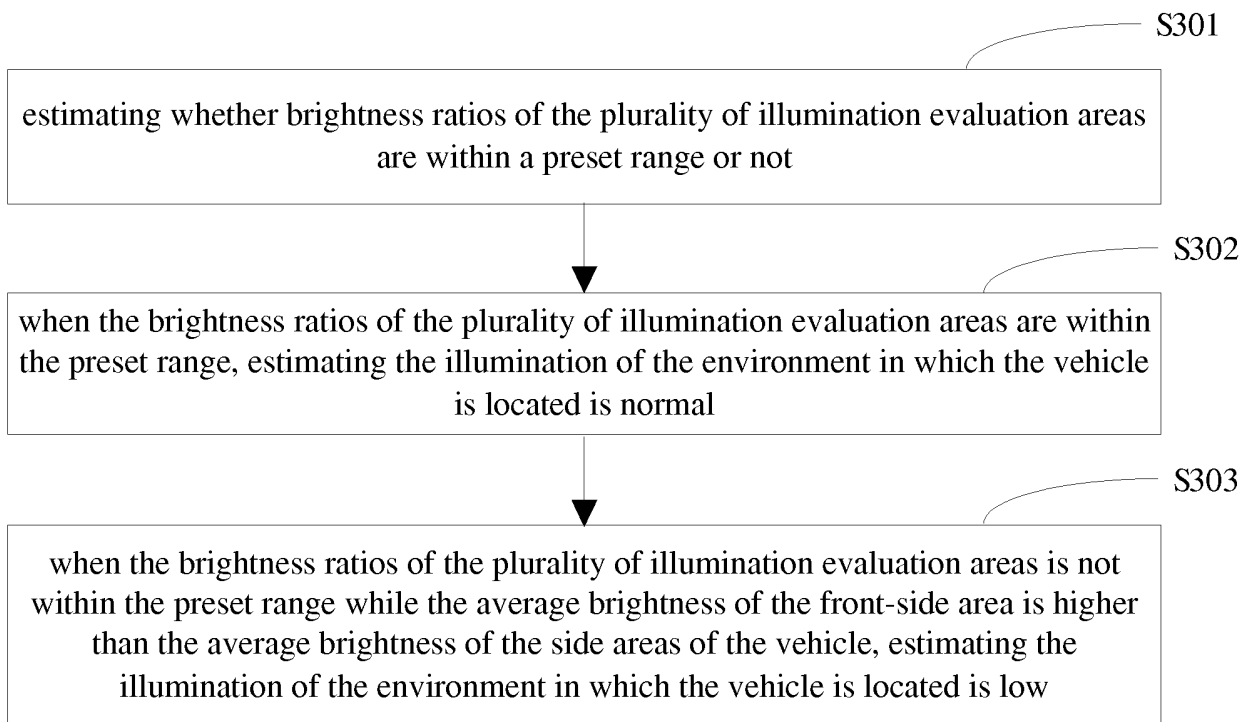 S301
estimating whether brightness ratios of the plurality of illumination evaluation areas
are within a preset range or not
S302
when the brightness ratios of the plurality of illumination evaluation areas are within
the preset range, estimating the illumination of the environment in which the vehicle
is located is normal
S303
when the brightness ratios of the plurality of illumination evaluation areas is not
within the preset range while the average brightness of the front-side area is higher
than the average brightness of the side areas of the vehicle, estimating the
illumination of the environment in which the vehicle is located is low